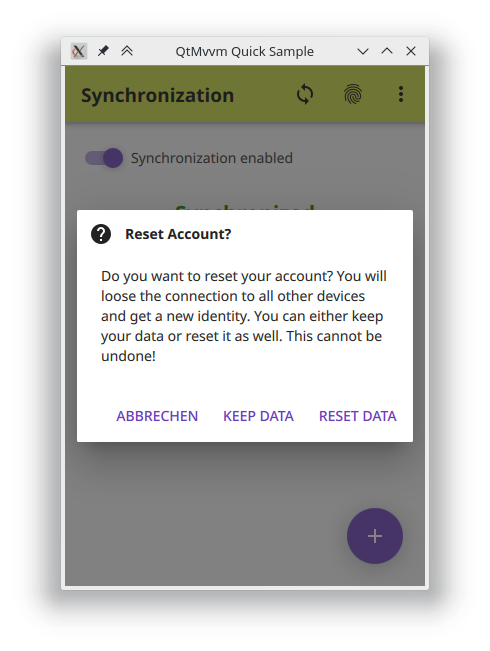 QtMvvm Quick Sample
Synchronization
Synchronization enabled
Synchronized
Reset Account?
Do you want to reset your account? You will
loose the connection to all other devices
and get a new identity. You can either keep
your data or reset it as well. This cannot be
undone!
ABBRECHEN KEEP DATA RESET DATA